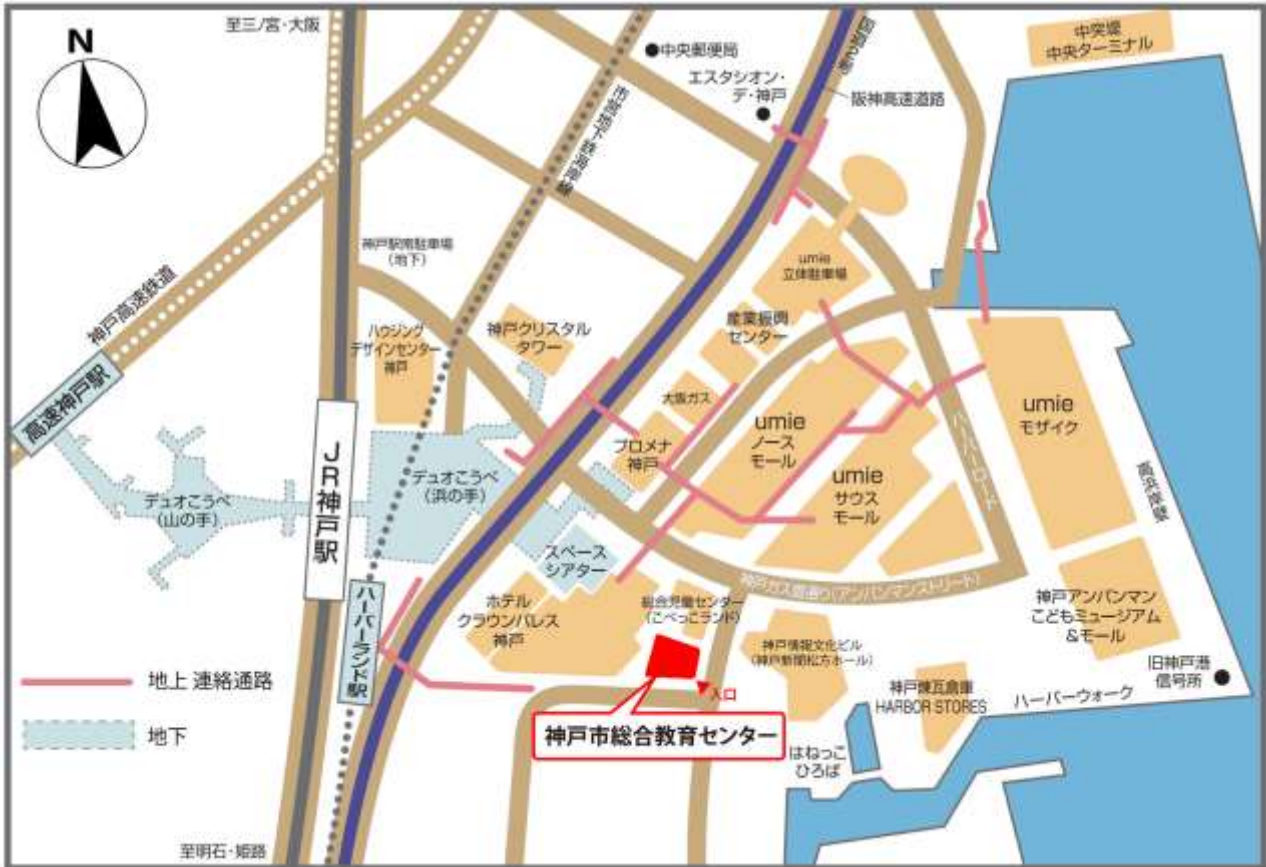 至三ノ宮・大阪
N
中央郵便局
エスタシオン・
デ・神戸
国道2号
阪神高速道路
中突堤
中央ターミナル
市営地下鉄海岸線
神戸駅南駐車場
(地下)
神戸高速鉄道
高速神戸駅
ハウジング
デザインセンター
神戸
神戸クリスタル
タワー
umie
立体駐車場
産業振興
センター
大阪ガス
プロメナ
神戸
umie
ノース
モール
umie
サウス
モール
umie
モザイク
ハーバーロード
高浜岸壁
JR神戸駅
デュオこうべ
(山の手)
デュオこうべ
(浜の手)
スペース
シアター
ハーバーランド駅
ホテル
クラウンパレス
神戸
総合児童センター
(こべっこランド)
神戸ガス燈通り(アンパンマンストリート)
神戸情報文化ビル
(神戸新聞松方ホール)
神戸アンパンマン
こどもミュージアム
&モール
旧神戸港
信号所
神戸煉瓦倉庫
HARBOR STORES
ハーバーウォーク
はねっこ
ひろば
入口
神戸市総合教育センター
地上 連絡通路
地下
至明石・姫路